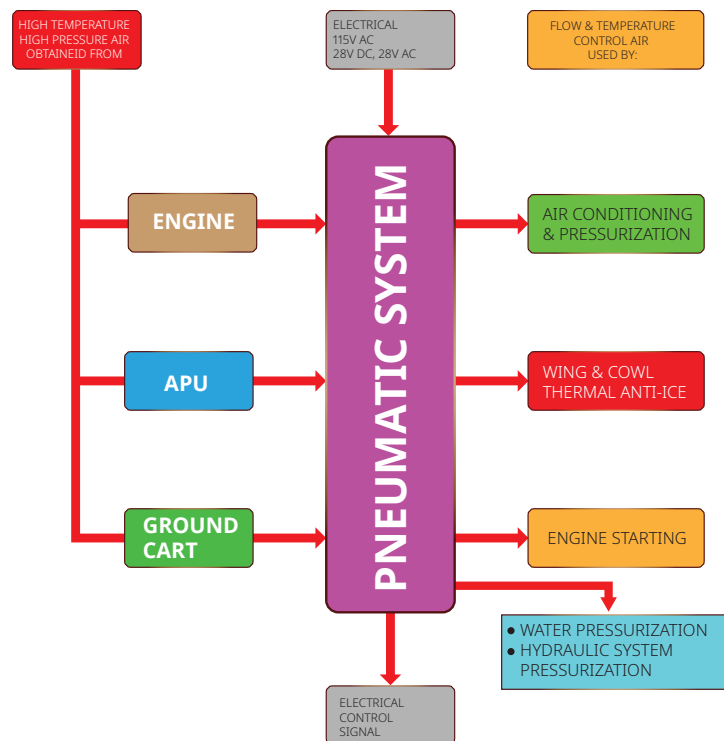 HIGH TEMPERATURE
HIGH PRESSURE AIR
OBTAINEID FROM
ELECTRICAL
115V AC
28V DC, 28V AC
FLOW & TEMPERATURE
CONTROL AIR
USED BY:
ENGINE
APU
GROUND
CART
PNEUMATIC SYSTEM
AIR CONDITIONING
& PRESSURIZATION
WING & COWL
THERMAL ANTI-ICE
ENGINE STARTING
● WATER PRESSURIZATION
● HYDRAULIC SYSTEM
PRESSURIZATION
ELECTRICAL
CONTROL
SIGNAL